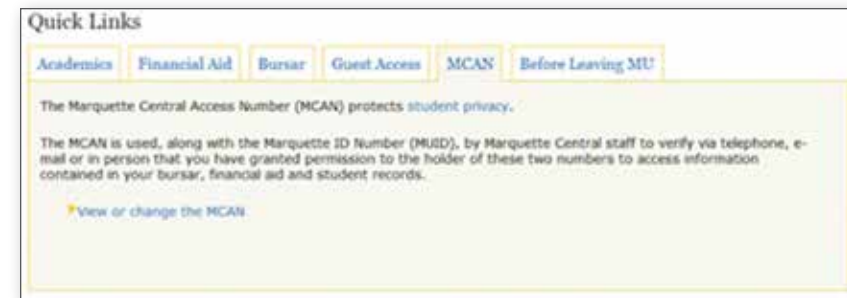 Quick Links
Academics Financial Aid Bursar Guest Access MCAN Before Leaving MU
The Marquette Central Access Number (MCAN) protects student privacy.
The MCAN is used, along with the Marquette ID Number (MUID), by Marquette Central staff to verify via telephone, e-
mail or in person that you have granted permission to the holder of these two numbers to access information
contained in your bursar, financial aid and student records.
View or change the MCAN